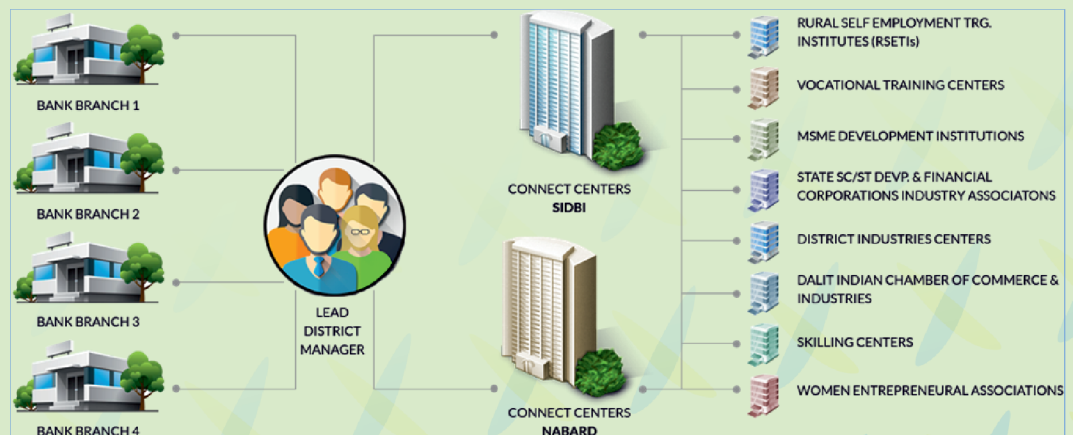 BANK BRANCH 1
BANK BRANCH 2
BANK BRANCH 3
BANK BRANCH 4
LEAD
DISTRICT
MANAGER
CONNECT CENTERS
SIDBI
CONNECT CENTERS
NABARD
RURAL SELF EMPLOYMENT TRG.
INSTITUTES (RSETIs)
VOCATIONAL TRAINING CENTERS
MSME DEVELOPMENT INSTITUTIONS
STATE SC/ST DEVP. & FINANCIAL
CORPORATIONS INDUSTRY ASSOCIATONS
DISTRICT INDUSTRIES CENTERS
DALIT INDIAN CHAMBER OF COMMERCE &
INDUSTRIES
SKILLING CENTERS
WOMEN ENTREPRENEURAL ASSOCIATIONS